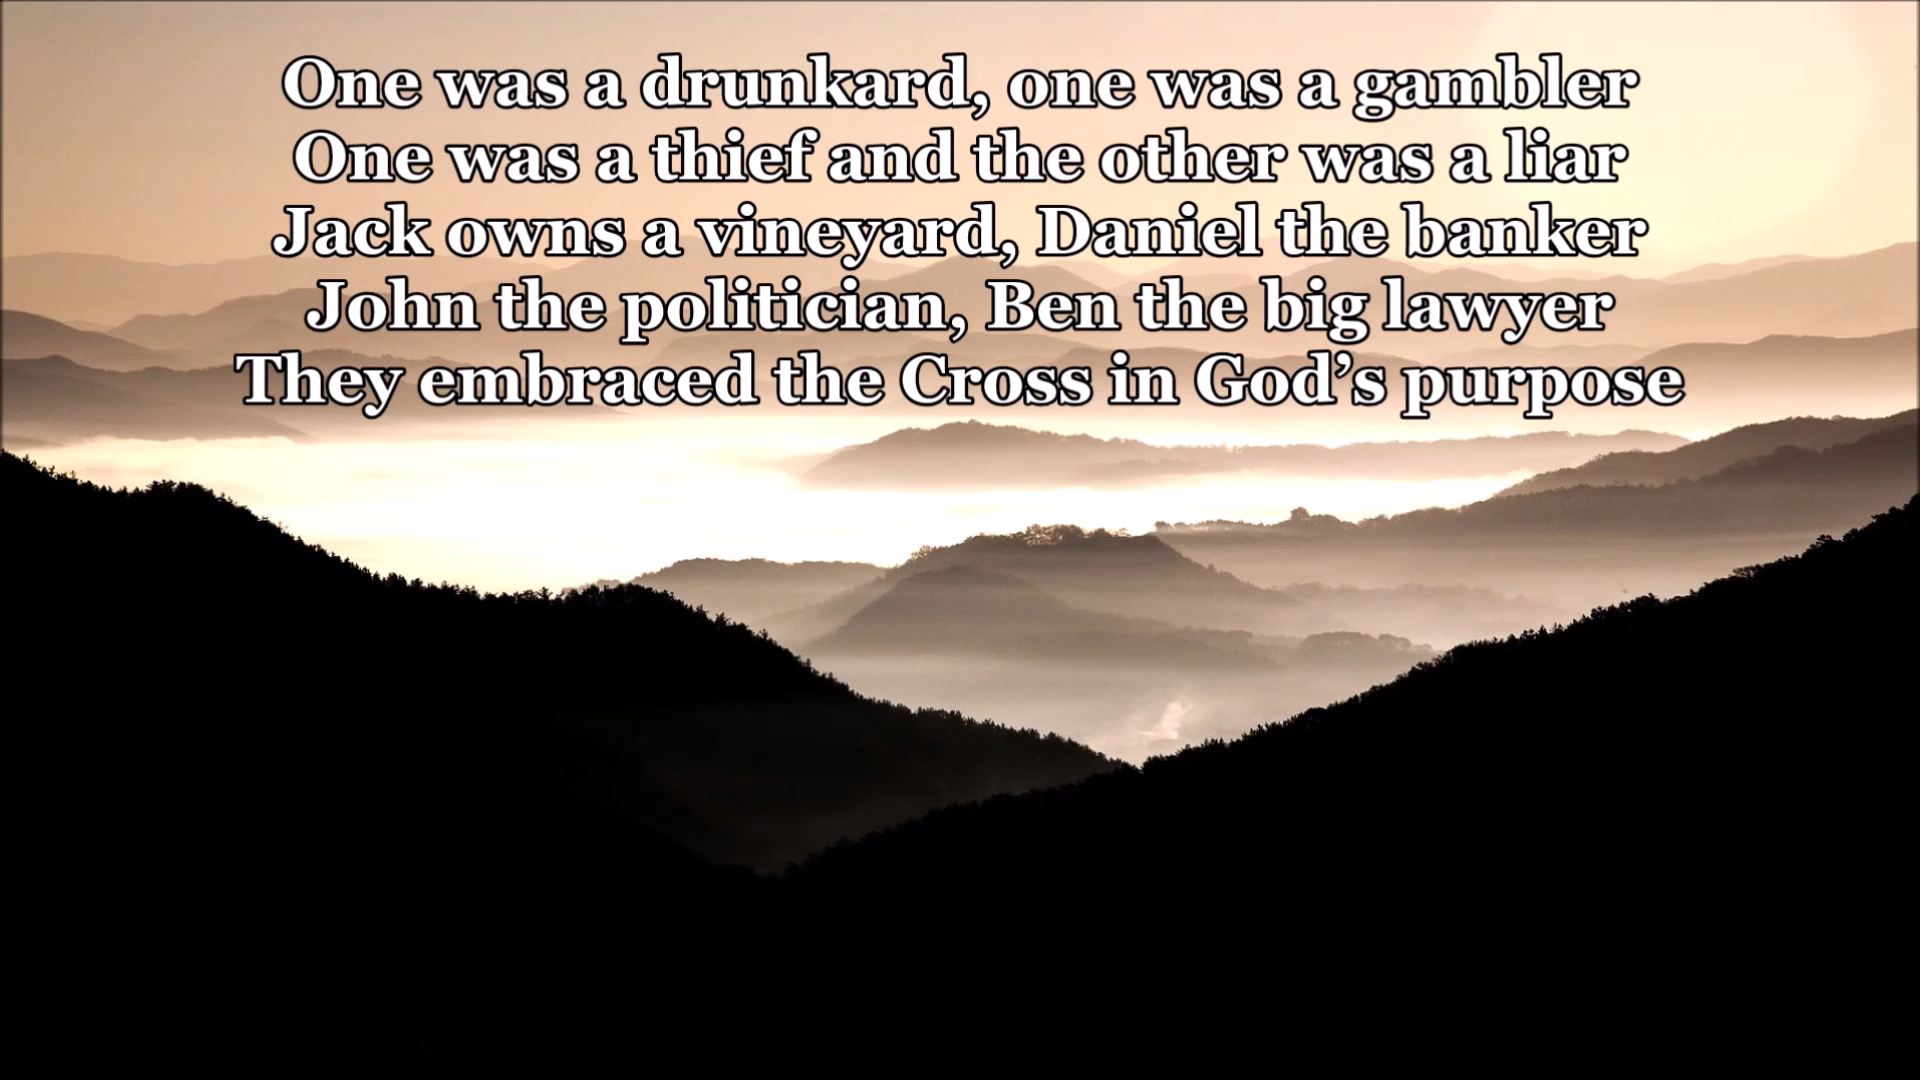 One was a drunkard, one was a gambler
One was a thief and the other was a liar
Jack owns a vineyard, Daniel the banker
John the politician, Ben the big lawyer
They embraced the Cross in God’s purpose